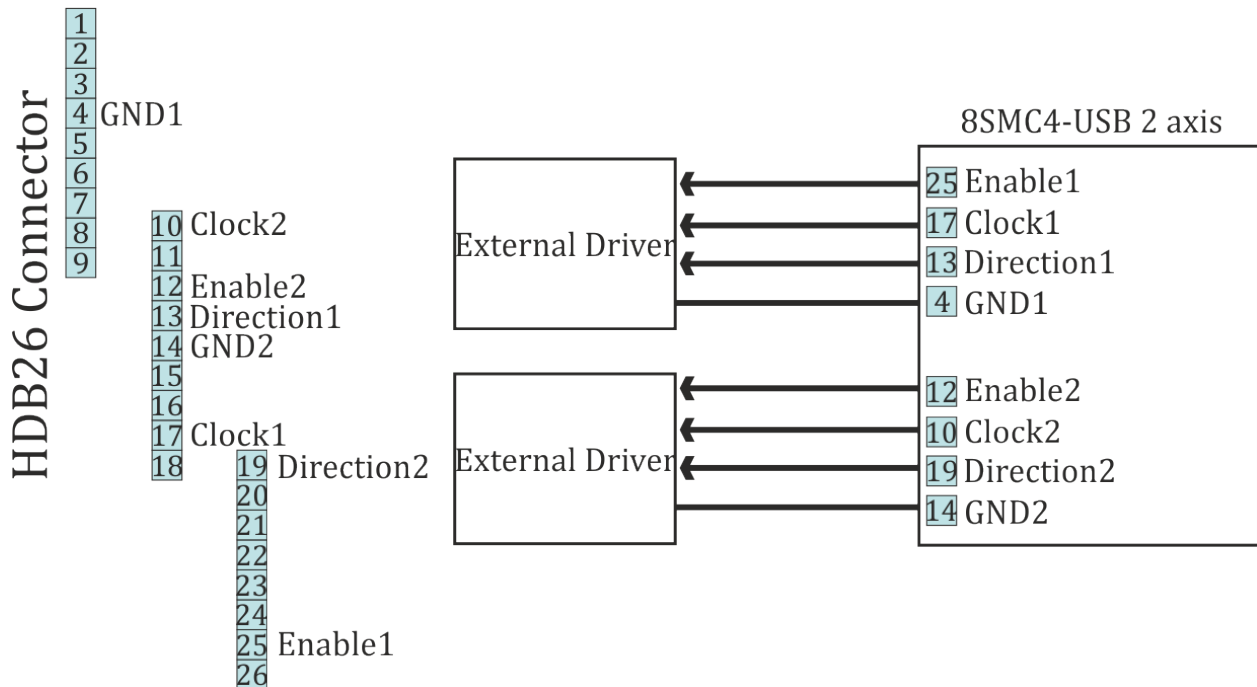 HDB26 Connector
1
2
3
4 GND1
5
6
7
8
9
10 Clock2
11
12 Enable2
13 Direction1
14 GND2
15
16
17 Clock1
18
19 Direction2
20
21
22
23
24
25 Enable1
26
External Driver
External Driver
8SMC4-USB 2 axis
25 Enable1
17 Clock1
13 Direction1
4 GND1
12 Enable2
10 Clock2
19 Direction2
14 GND2